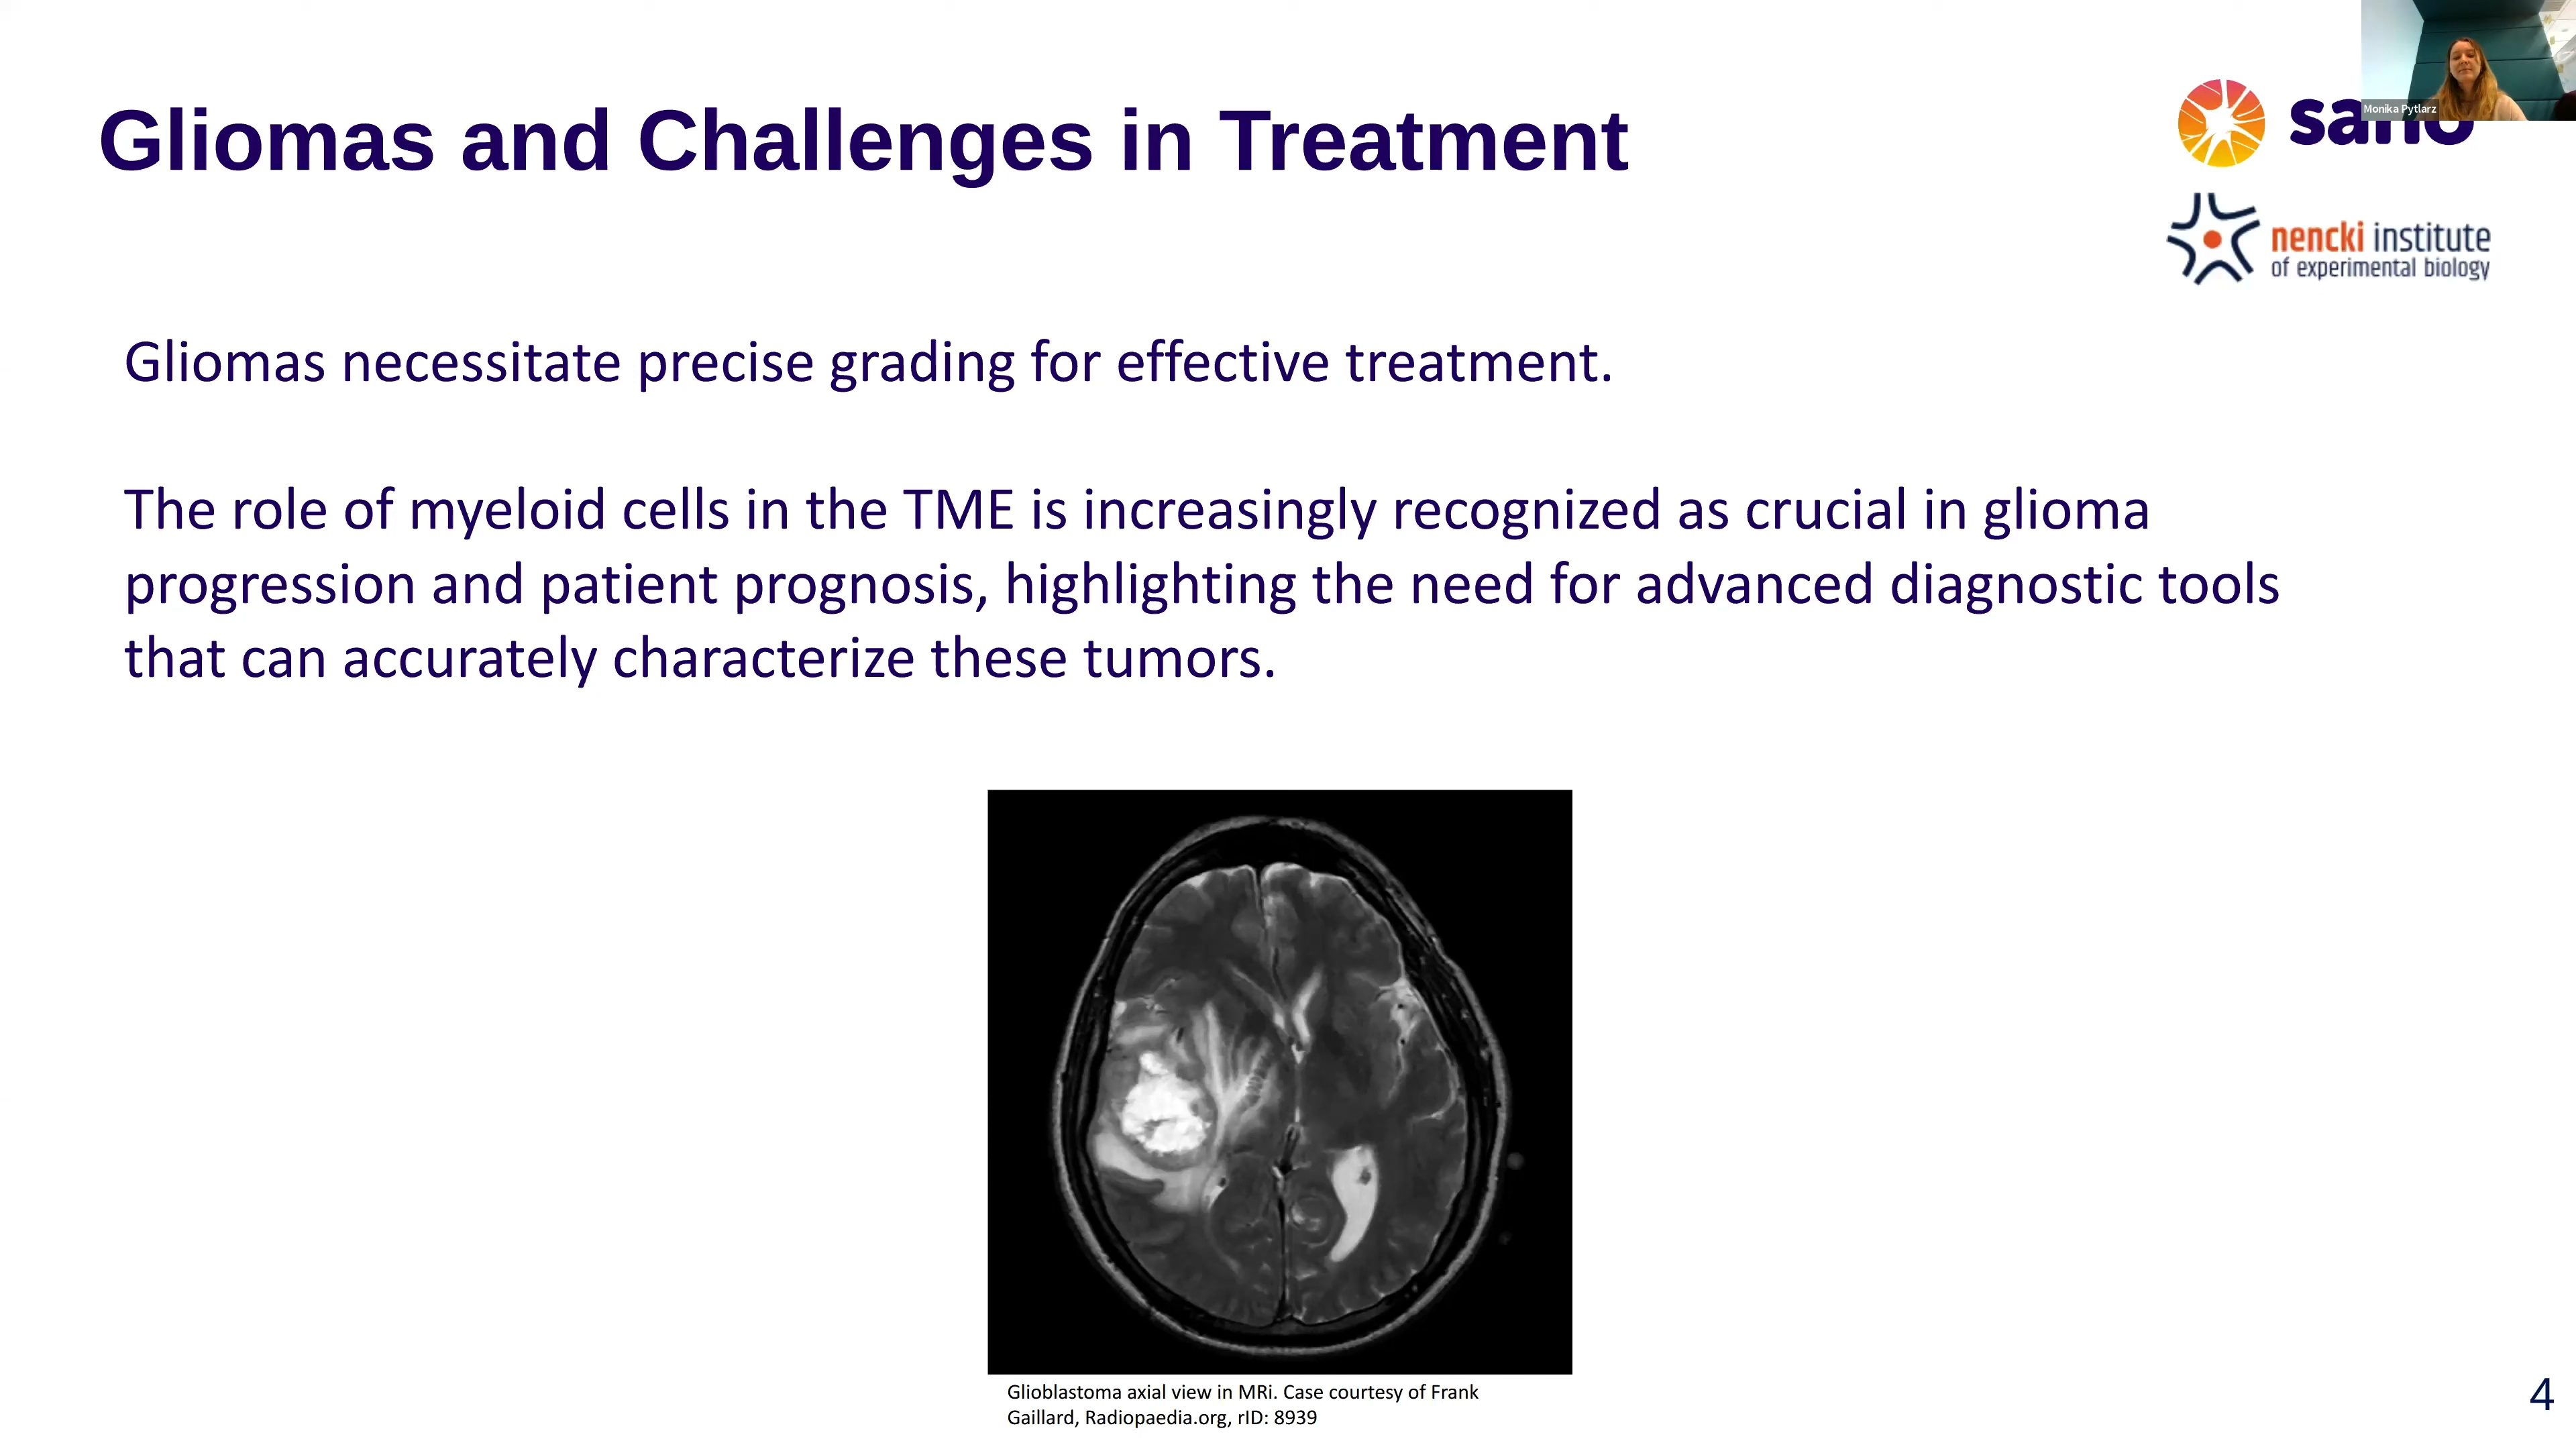 Gliomas and Challenges in Treatment
Monika Pytlarz
nencki institute
of experimental biology
Gliomas necessitate precise grading for effective treatment.
The role of myeloid cells in the TME is increasingly recognized as crucial in glioma
progression and patient prognosis, highlighting the need for advanced diagnostic tools
that can accurately characterize these tumors.
Glioblastoma axial view in MRi. Case courtesy of Frank
Gaillard, Radiopaedia.org, rID: 8939
4